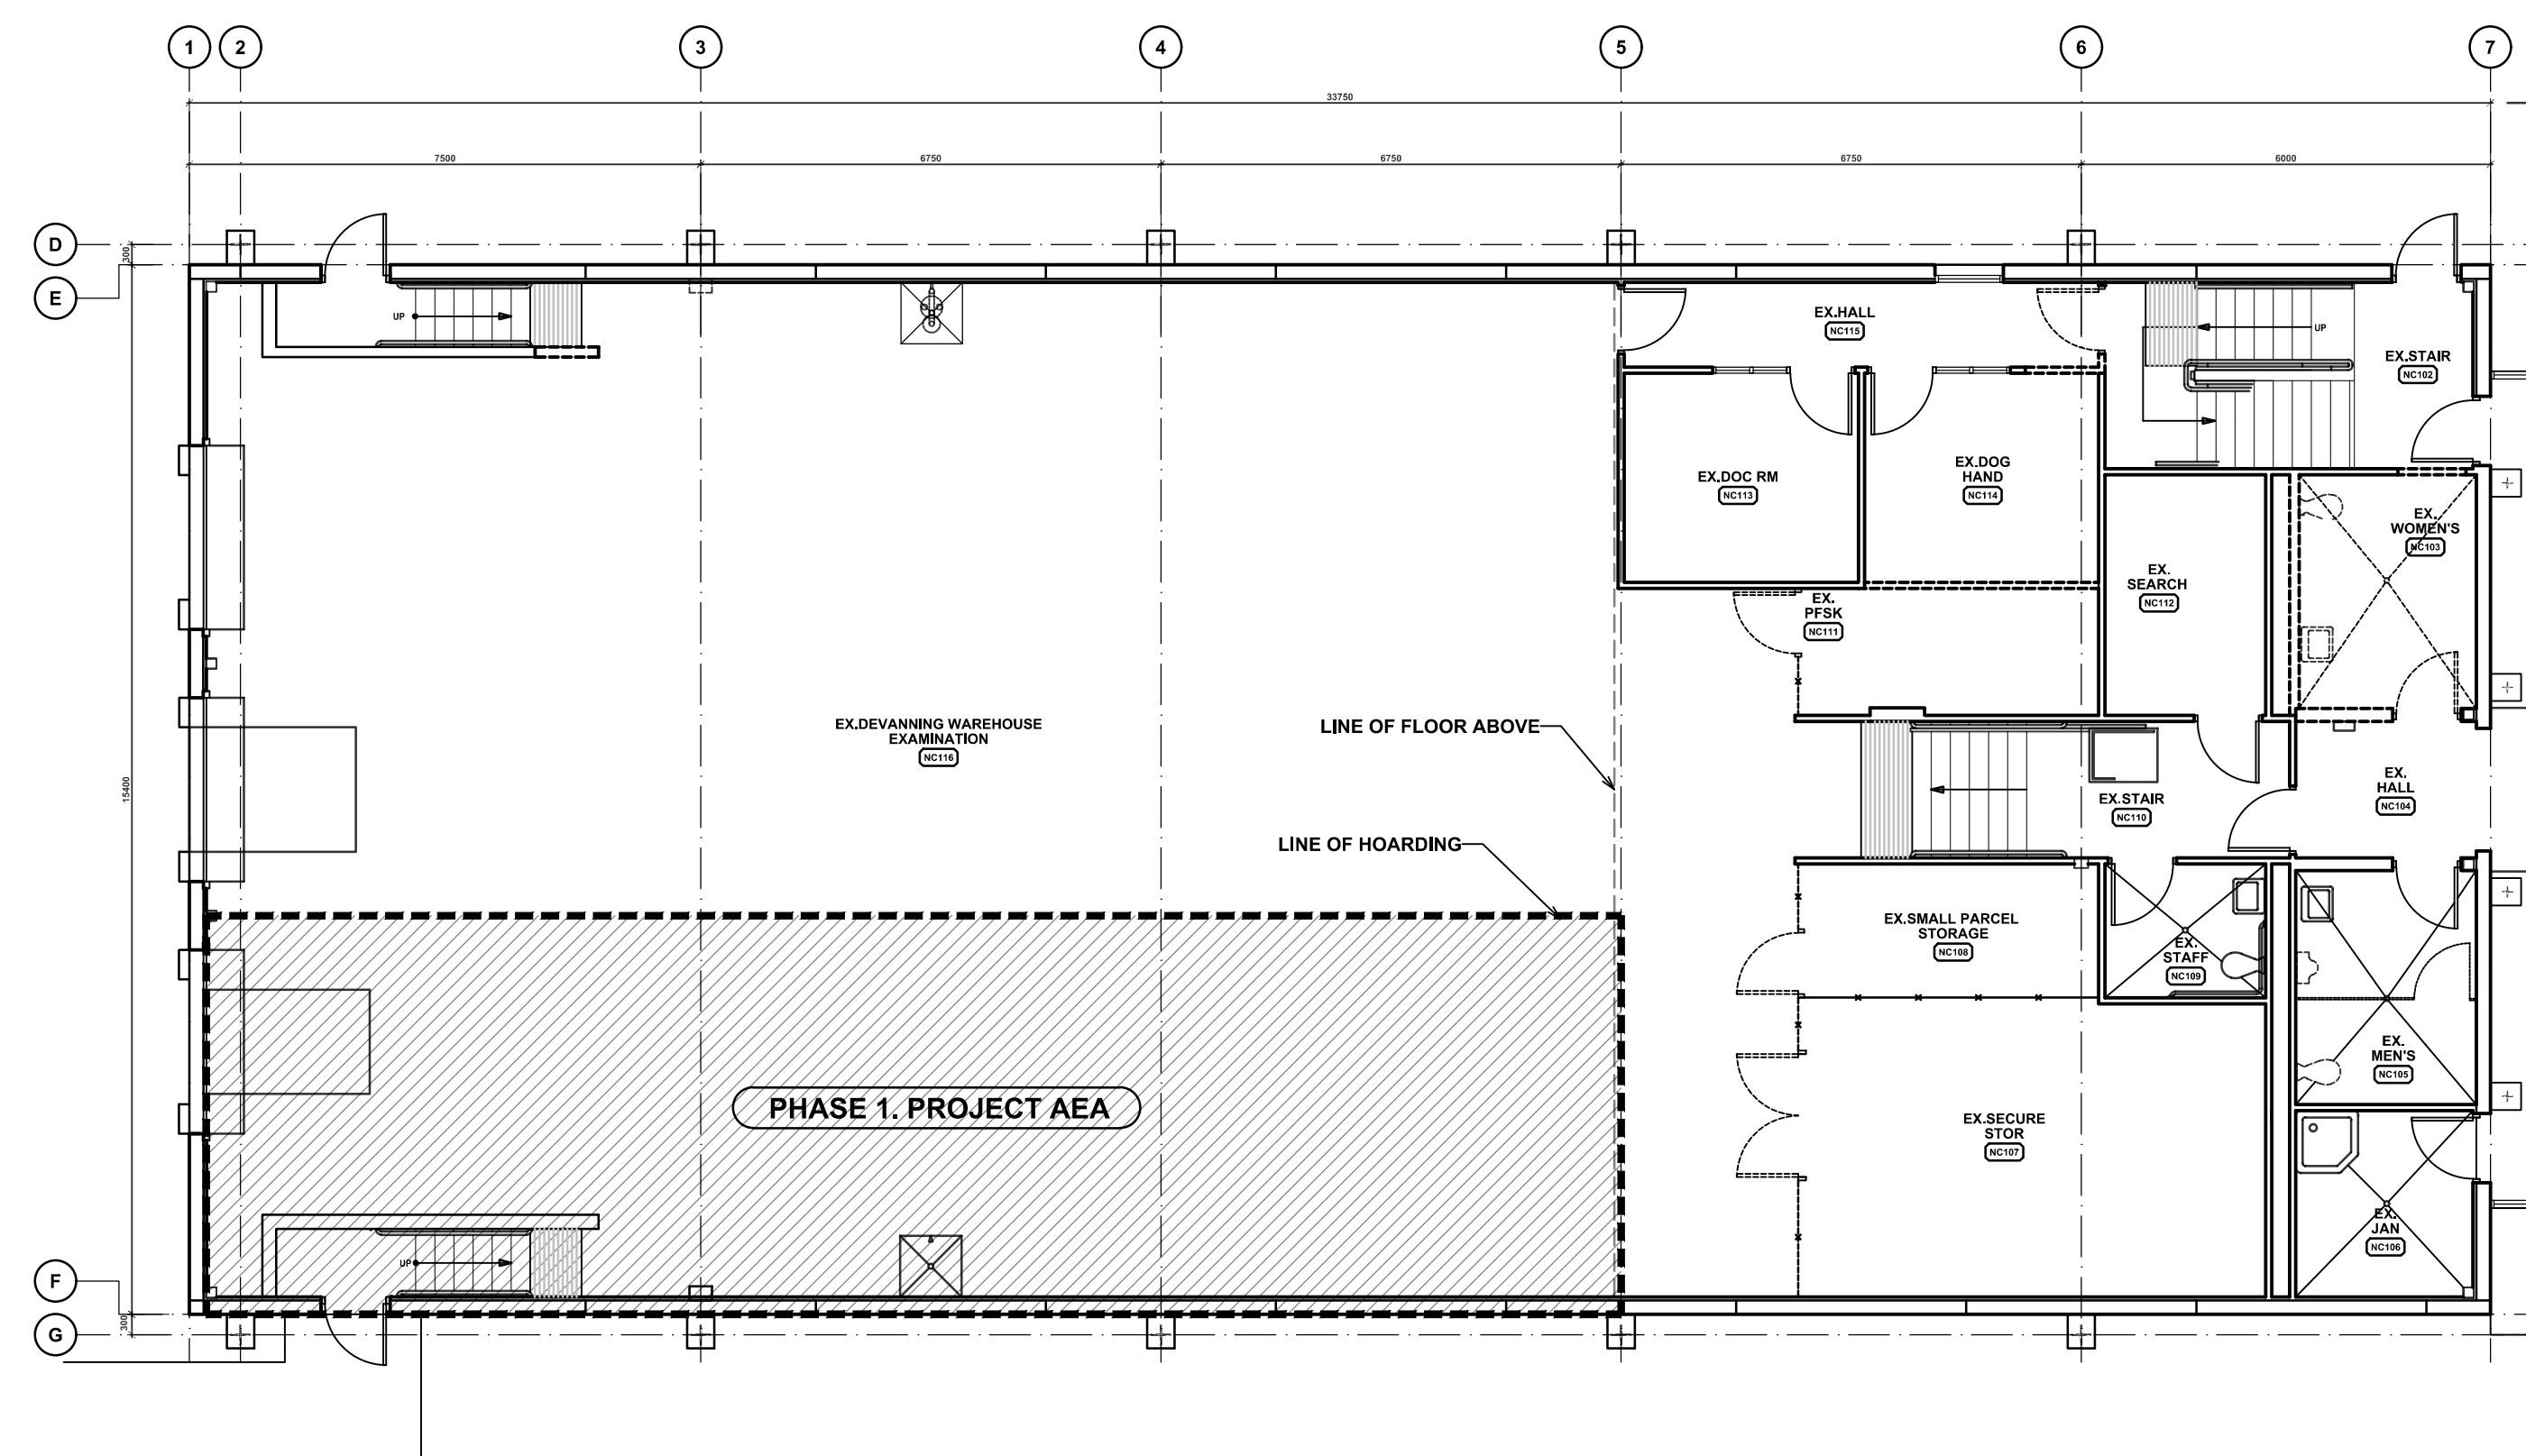 1
2
3
4
5
6
7
33750
7500
6750
6750
6750
6000
D
300
E
UP
EX.HALL
NC115
UP
EX.STAIR
NC102
EX.DOC RM
NC113
EX.DOG
HAND
NC114
EX.
WOMEN'S
NC103
EX.
SEARCH
NC112
EX.
PFSK
NC111
EX.DEVANNING WAREHOUSE
EXAMINATION
NC116
LINE OF FLOOR ABOVE
15400
EX.STAIR
NC110
EX.
HALL
NC104
LINE OF HOARDING
EX.SMALL PARCEL
STORAGE
NC108
EX.
STAFF
NC109
EX.
MEN'S
NC105
PHASE 1. PROJECT AEA
EX.SECURE
STOR
NC107
EX.
JAN
NC106
UP
F
300
G